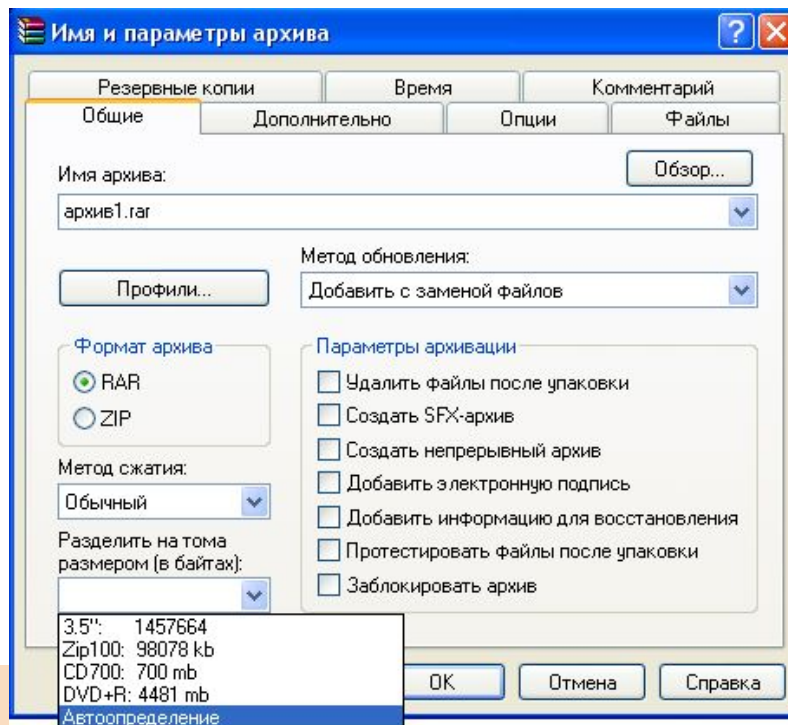 Имя и параметры архива
Резервные копии Время Комментарий
Общие Дополнительно Опции Файлы
Имя архива:
Обзор...
архив1.rar
Метод обновления:
Профили...
Добавить с заменой файлов
Формат архива
RAR
ZIP
Параметры архивации
Удалить файлы после упаковки
Создать SFX-архив
Создать непрерывный архив
Добавить электронную подпись
Добавить информацию для восстановления
Протестировать файлы после упаковки
Заблокировать архив
Метод сжатия:
Обычный
Разделить на тома
размером (в байтах):
3.5": 1457664
Zip100: 98078 kb
CD700: 700 mb
DVD+R: 4481 mb
Автоопределение
OK Отмена Справка